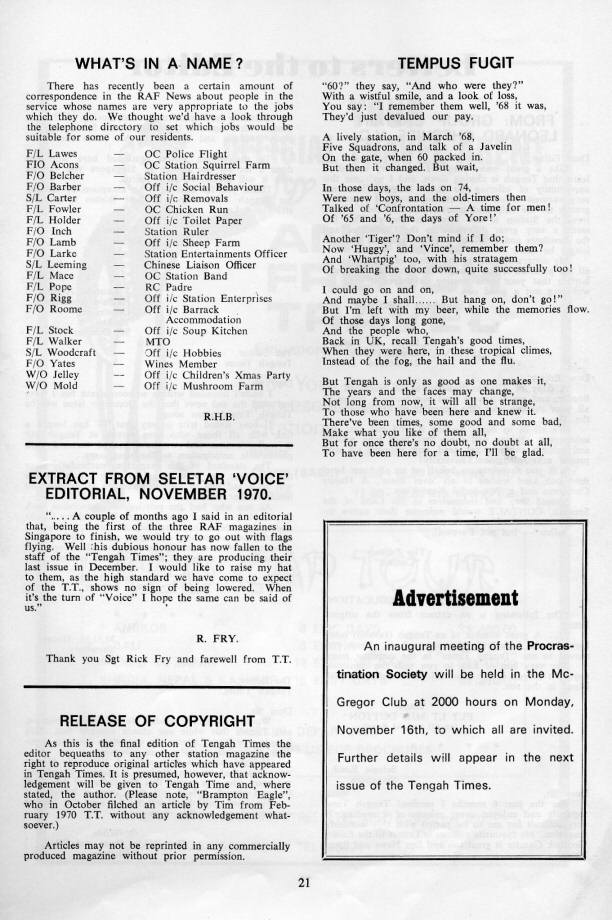 WHAT'S IN A NAME?
There has recently been a certain amount of
correspondence in the RAF News about people in the
service whose names are very appropriate to the jobs
which they do. We thought we'd have a look through
the telephone directory to set which jobs would be
suitable for some of our residents.
F/L Lawes — OC Police Flight
FIO Acons — OC Station Squirrel Farm
F/O Belcher — Station Hairdresser
F/O Barber — Off i/c Social Behaviour
S/L Carter — Off i/c Removals
F/L Fowler — OC Chicken Run
F/L Holder — Off i/c Toilet Paper
F/O Inch — Station Ruler
F/O Lamb — Off i/c Sheep Farm
F/O Larke — Station Entertainments Officer
S/L Leeming — Chinese Liaison Officer
F/L Mace — OC Station Band
F/L Pope — RC Padre
F/O Rigg — Off i/c Station Enterprises
F/O Roome — Off i/c Barrack
Accommodation
F/L Stock — Off i/c Soup Kitchen
F/L Walker — MTO
S/L Woodcraft — Off i/c Hobbies
F/O Yates — Wines Member
W/O Jelley — Off i/c Children's Xmas Party
W/O Mold — Off i/c Mushroom Farm
R.H.B.
EXTRACT FROM SELETAR 'VOICE'
EDITORIAL, NOVEMBER 1970.
“..... A couple of months ago I said in an editorial
that, being the first of the three RAF magazines in
Singapore to finish, we would try to go out with flags
flying. Well this dubious honour has now fallen to the
staff of the “Tengah Times”; they are producing their
last issue in December. I would like to raise my hat
to them, as the high standard we have come to expect
of the T.T., shows no sign of being lowered. When
it's the turn of “Voice” I hope the same can be said of
us.”
R. FRY.
Thank you Sgt Rick Fry and farewell from T.T.
RELEASE OF COPYRIGHT
As this is the final edition of Tengah Times the
editor bequeaths to any other station magazine the
right to reproduce original articles which have appeared
in Tengah Times. It is presumed, however, that acknow-
ledgement will be given to Tengah Time and, where
stated, the author. (Please note, “Brampton Eagle”,
who in October filched an article by Tim from Feb-
ruary 1970 T.T. without any acknowledgement what-
soever.)
Articles may not be reprinted in any commercially
produced magazine without prior permission.
TEMPUS FUGIT
“60?” they say, “And who were they?”
With a wistful smile, and a look of loss,
You say: “I remember them well, '68 it was,
They'd just devalued our pay.
A lively station, in March '68,
Five Squadrons, and talk of a Javelin
On the gate, when 60 packed in.
But then it changed. But wait,
In those days, the lads on 74,
Were new boys, and the old-timers then
Talked of 'Confrontation — A time for men!
Of '65 and '6, the days of Yore!'
Another 'Tiger'? Don't mind if I do;
Now 'Huggy', and 'Vince', remember them?
And 'Whartpig' too, with his stratagem
Of breaking the door down, quite successfully too!
I could go on and on,
And maybe I shall...... But hang on, don't go!”
But I'm left with my beer, while the memories flow.
Of those days long gone,
And the people who,
Back in UK, recall Tengah's good times,
When they were here, in these tropical climes,
Instead of the fog, the hail and the flu.
But Tengah is only as good as one makes it,
The years and the faces may change,
Not long from now, it will all be strange,
To those who have been here and knew it.
There've been times, some good and some bad,
Make what you like of them all,
But for once there's no doubt, no doubt at all,
To have been here for a time, I'll be glad.
Advertisement
An inaugural meeting of the Procras-
tination Society will be held in the Mc-
Gregor Club at 2000 hours on Monday,
November 16th, to which all are invited.
Further details will appear in the next
issue of the Tengah Times.
21